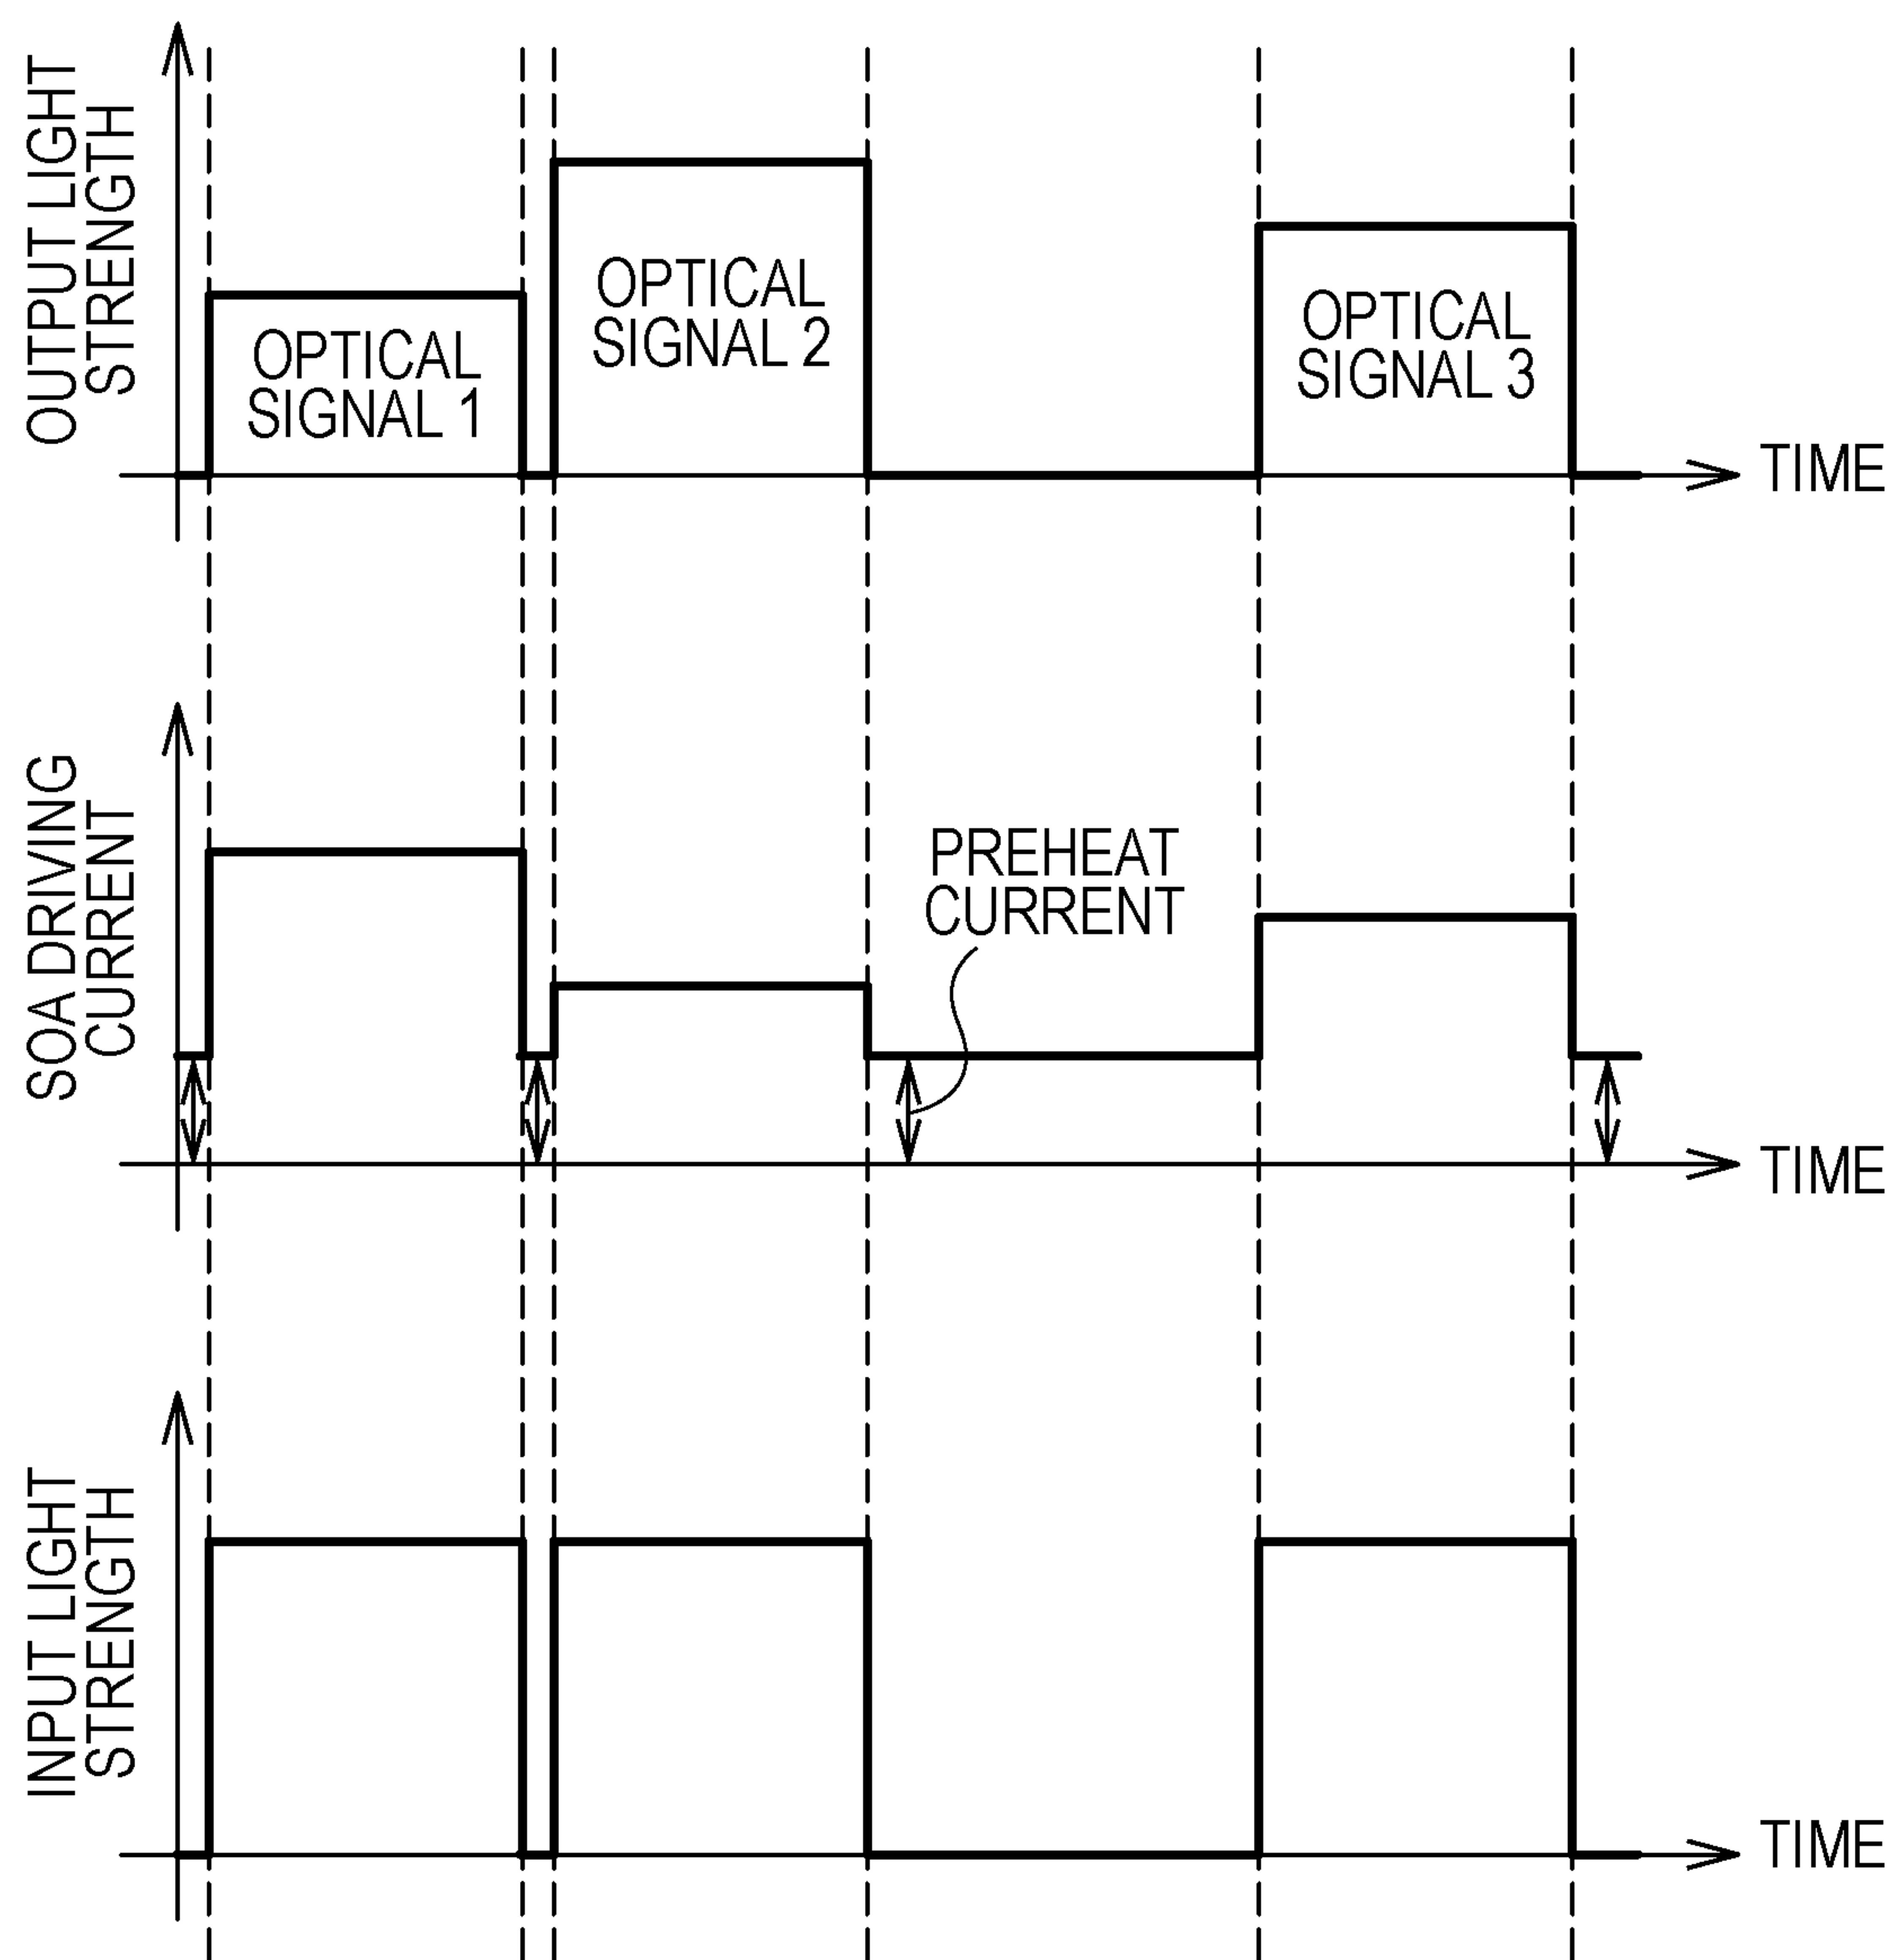 OUTPUT LIGHT
STRENGTH
OPTICAL
SIGNAL 1
OPTICAL
SIGNAL 2
OPTICAL
SIGNAL 3
TIME
SOA DRIVING
CURRENT
PREHEAT
CURRENT
TIME
INPUT LIGHT
STRENGTH
TIME